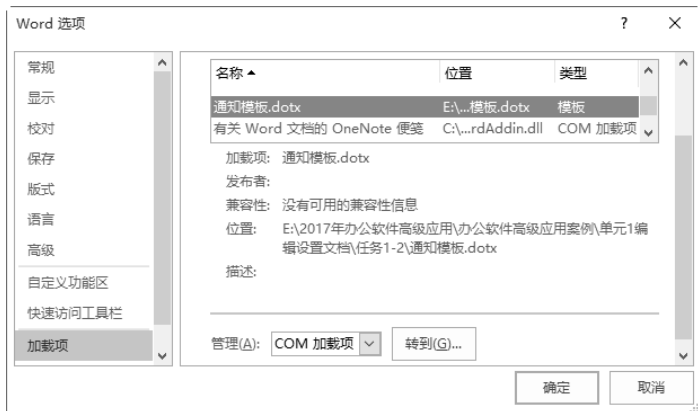 Word 选项 ? ×
常规
显示
校对
保存
版式
语言
高级
自定义功能区
快速访问工具栏
加载项
名称 位置 类型
通知模板.dotx E:\...模板.dotx 模板
有关 Word 文档的 OneNote 便笺 C:\...rdAddin.dll COM 加载项
加载项: 通知模板.dotx
发布者:
兼容性: 没有可用的兼容性信息
位置: E:\2017年办公软件高级应用\办公软件高级应用案例\单元1编
辑设置文档\任务1-2\通知模板.dotx
描述:
管理(A): COM 加载项 转到(G)...
确定 取消